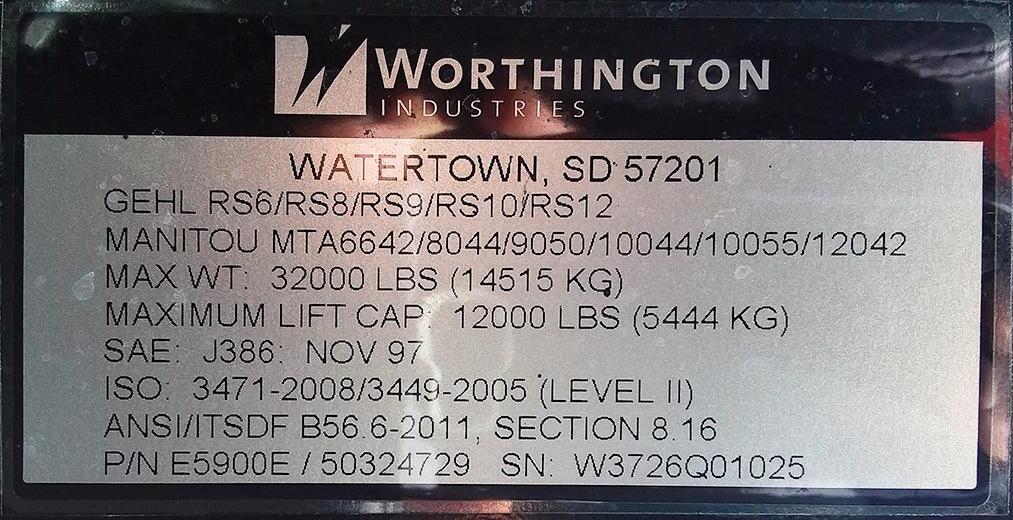 WORTHINGTON
INDUSTRIES
WATERTOWN, SD 57201
GEHL RS6/RS8/RS9/RS10/RS12
MANITOU MTA6642/8044/9050/10044/10055/12042
MAX WT: 32000 LBS (14515 KG)
MAXIMUM LIFT CAP: 12000 LBS (5444 KG)
SAE: J386: NOV 97
ISO: 3471-2008/3449-2005 (LEVEL II)
ANSI/ITSDF B56.6-2011, SECTION 8.16
P/N E5900E / 50324729 SN: W3726Q01025